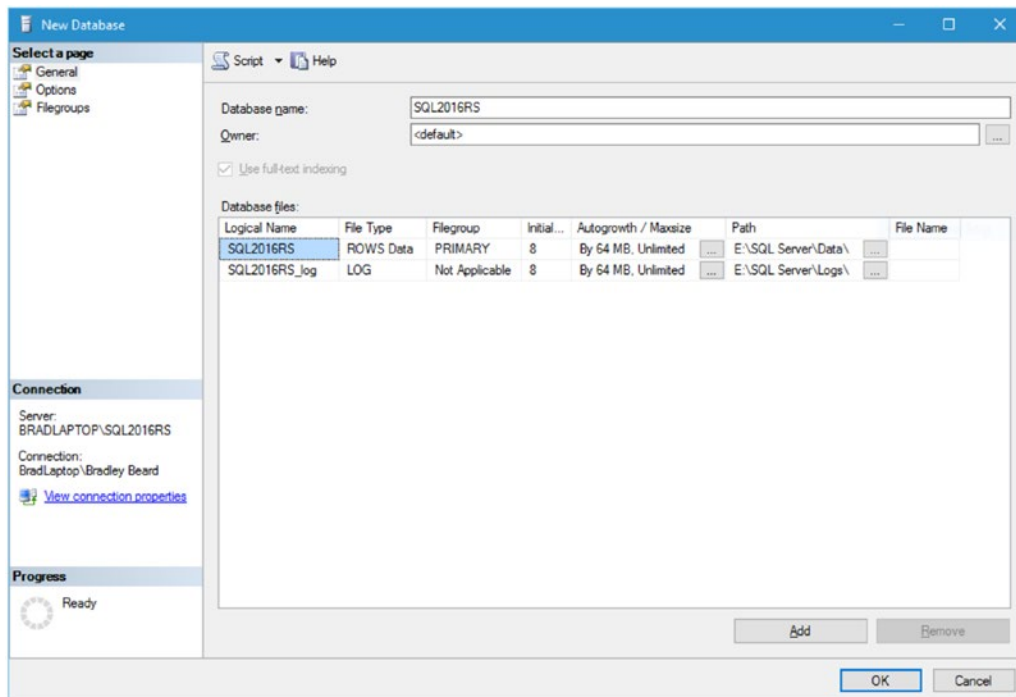 New Database
Select a page
General
Options
Filegroups
Script Help
Database name: SQL2016RS
Owner: <default> ...
Use full-text indexing
Database files:
Logical Name File Type Filegroup Initial... Autogrowth / Maxsize Path File Name
SQL2016RS ROWS Data PRIMARY 8 By 64 MB, Unlimited ... E:\SQL Server\Data\ ...
SQL2016RS_log LOG Not Applicable 8 By 64 MB, Unlimited ... E:\SQL Server\Logs\ ...
Connection
Server:
BRADLAPTOP\SQL2016RS
Connection:
BradLaptop\Bradley Beard
View connection properties
Progress
Ready
Add Remove
OK Cancel